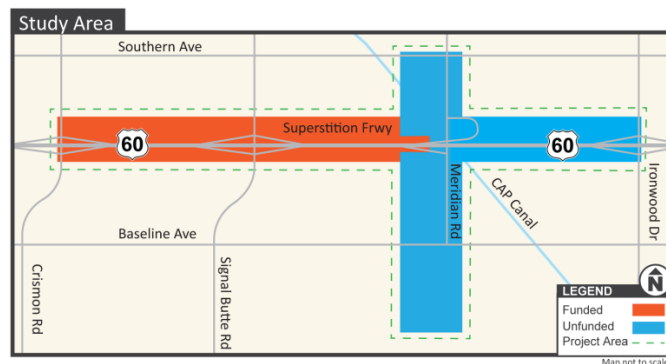 Study Area
Southern Ave
Superstition Frwy
60
60
Meridian Rd
CAP Canal
Ironwood Dr
Baseline Ave
Crismon Rd
Signal Butte Rd
N
LEGEND
Funded
Unfunded
Project Area
Map not to scale